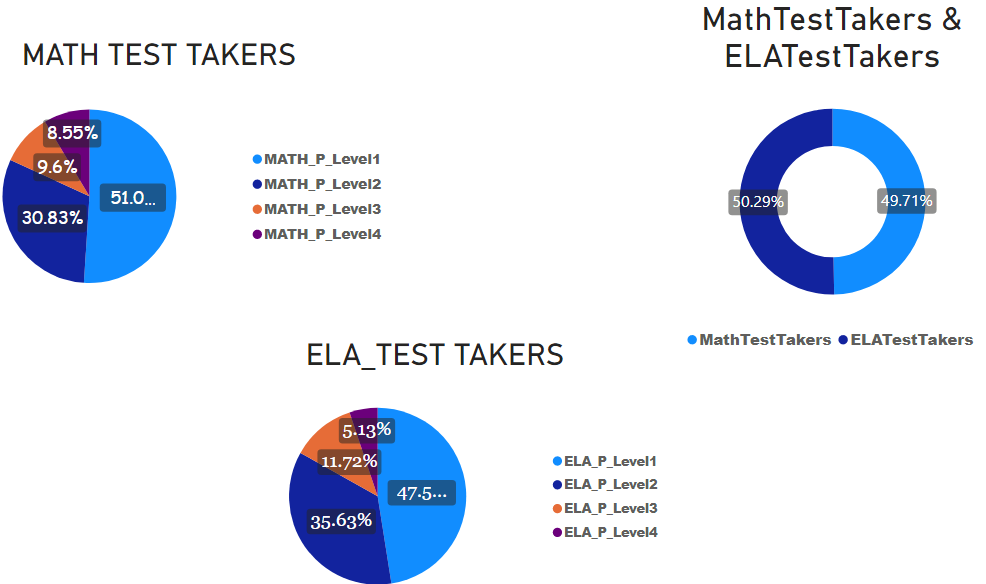 MATH TEST TAKERS
8.55%
9.6%
51.0...
30.83%
MATH_P_Level1
MATH_P_Level2
MATH_P_Level3
MATH_P_Level4
MathTestTakers &
ELATestTakers
50.29%
49.71%
MathTestTakers ELATestTakers
ELA_TEST TAKERS
5.13%
11.72%
47.5...
35.63%
ELA_P_Level1
ELA_P_Level2
ELA_P_Level3
ELA_P_Level4